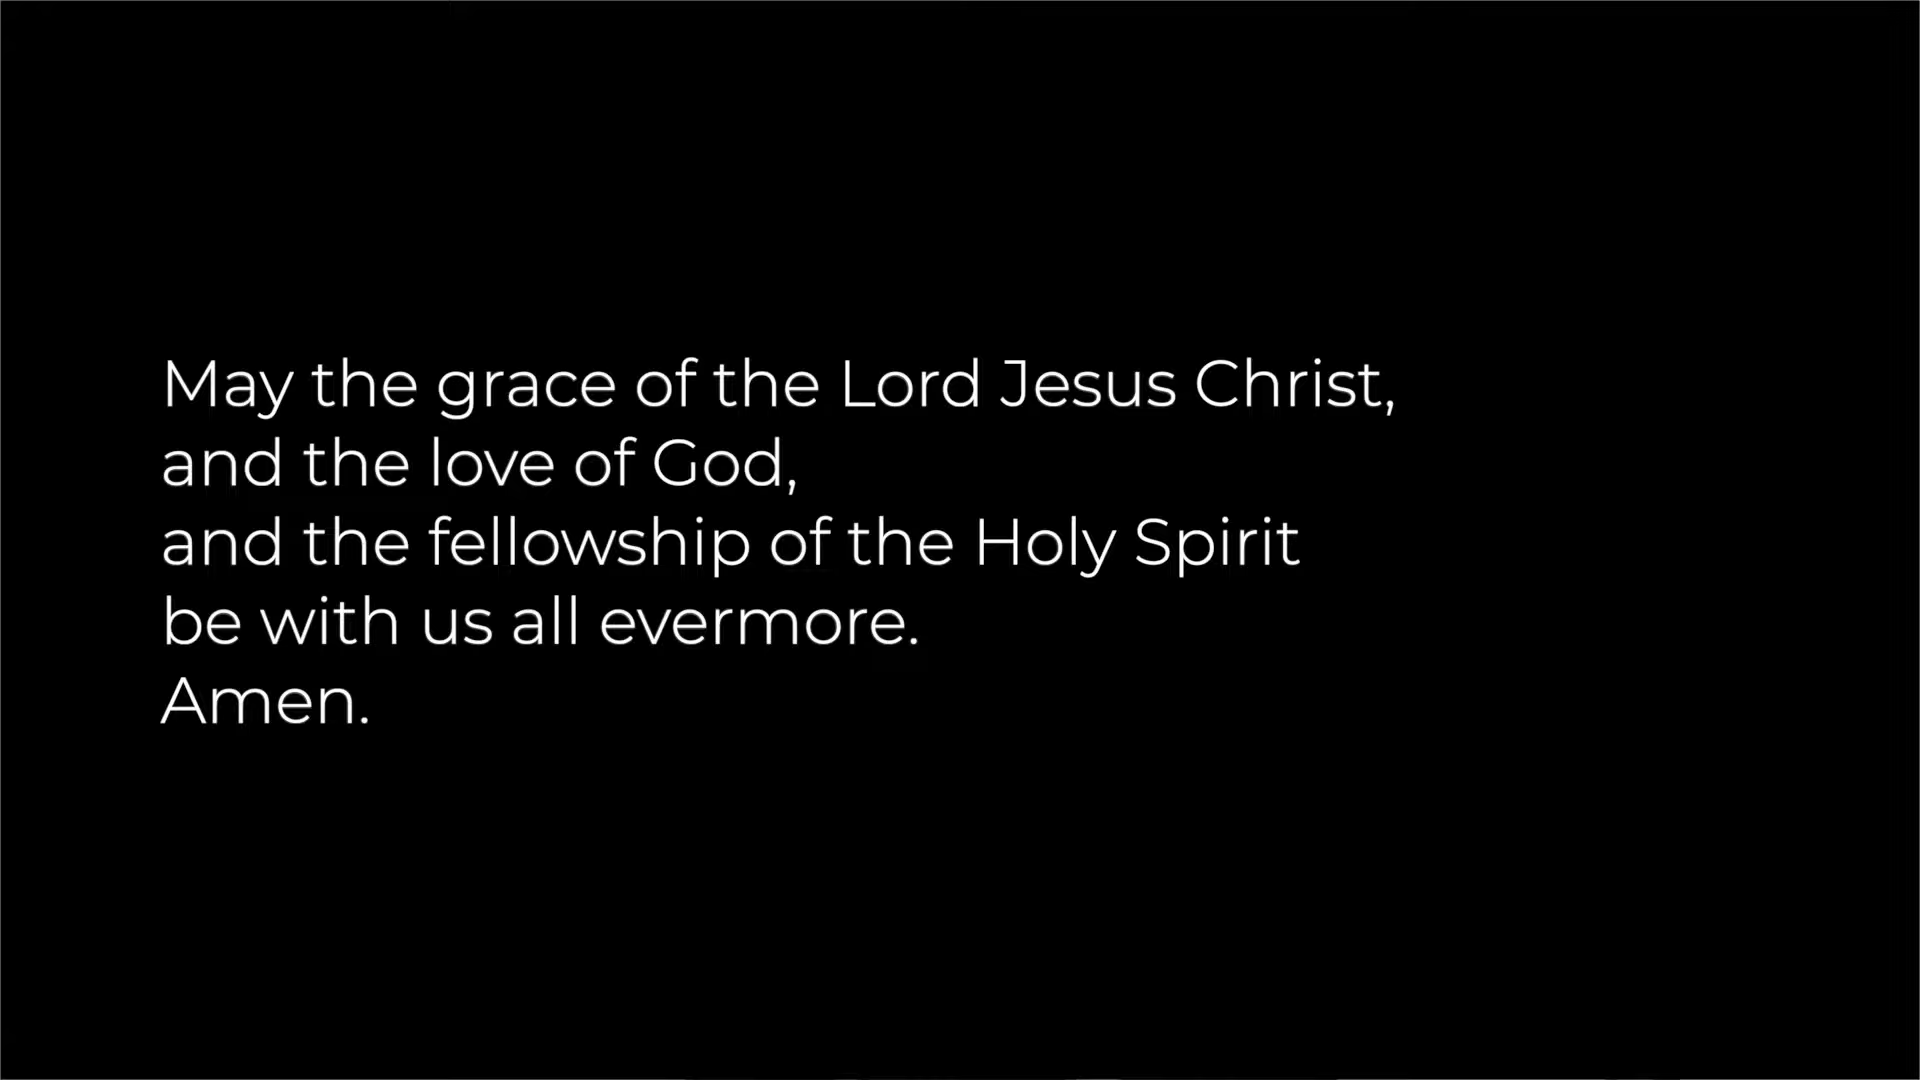 May the grace of the Lord Jesus Christ,
and the love of God,
and the fellowship of the Holy Spirit
be with us all evermore.
Amen.